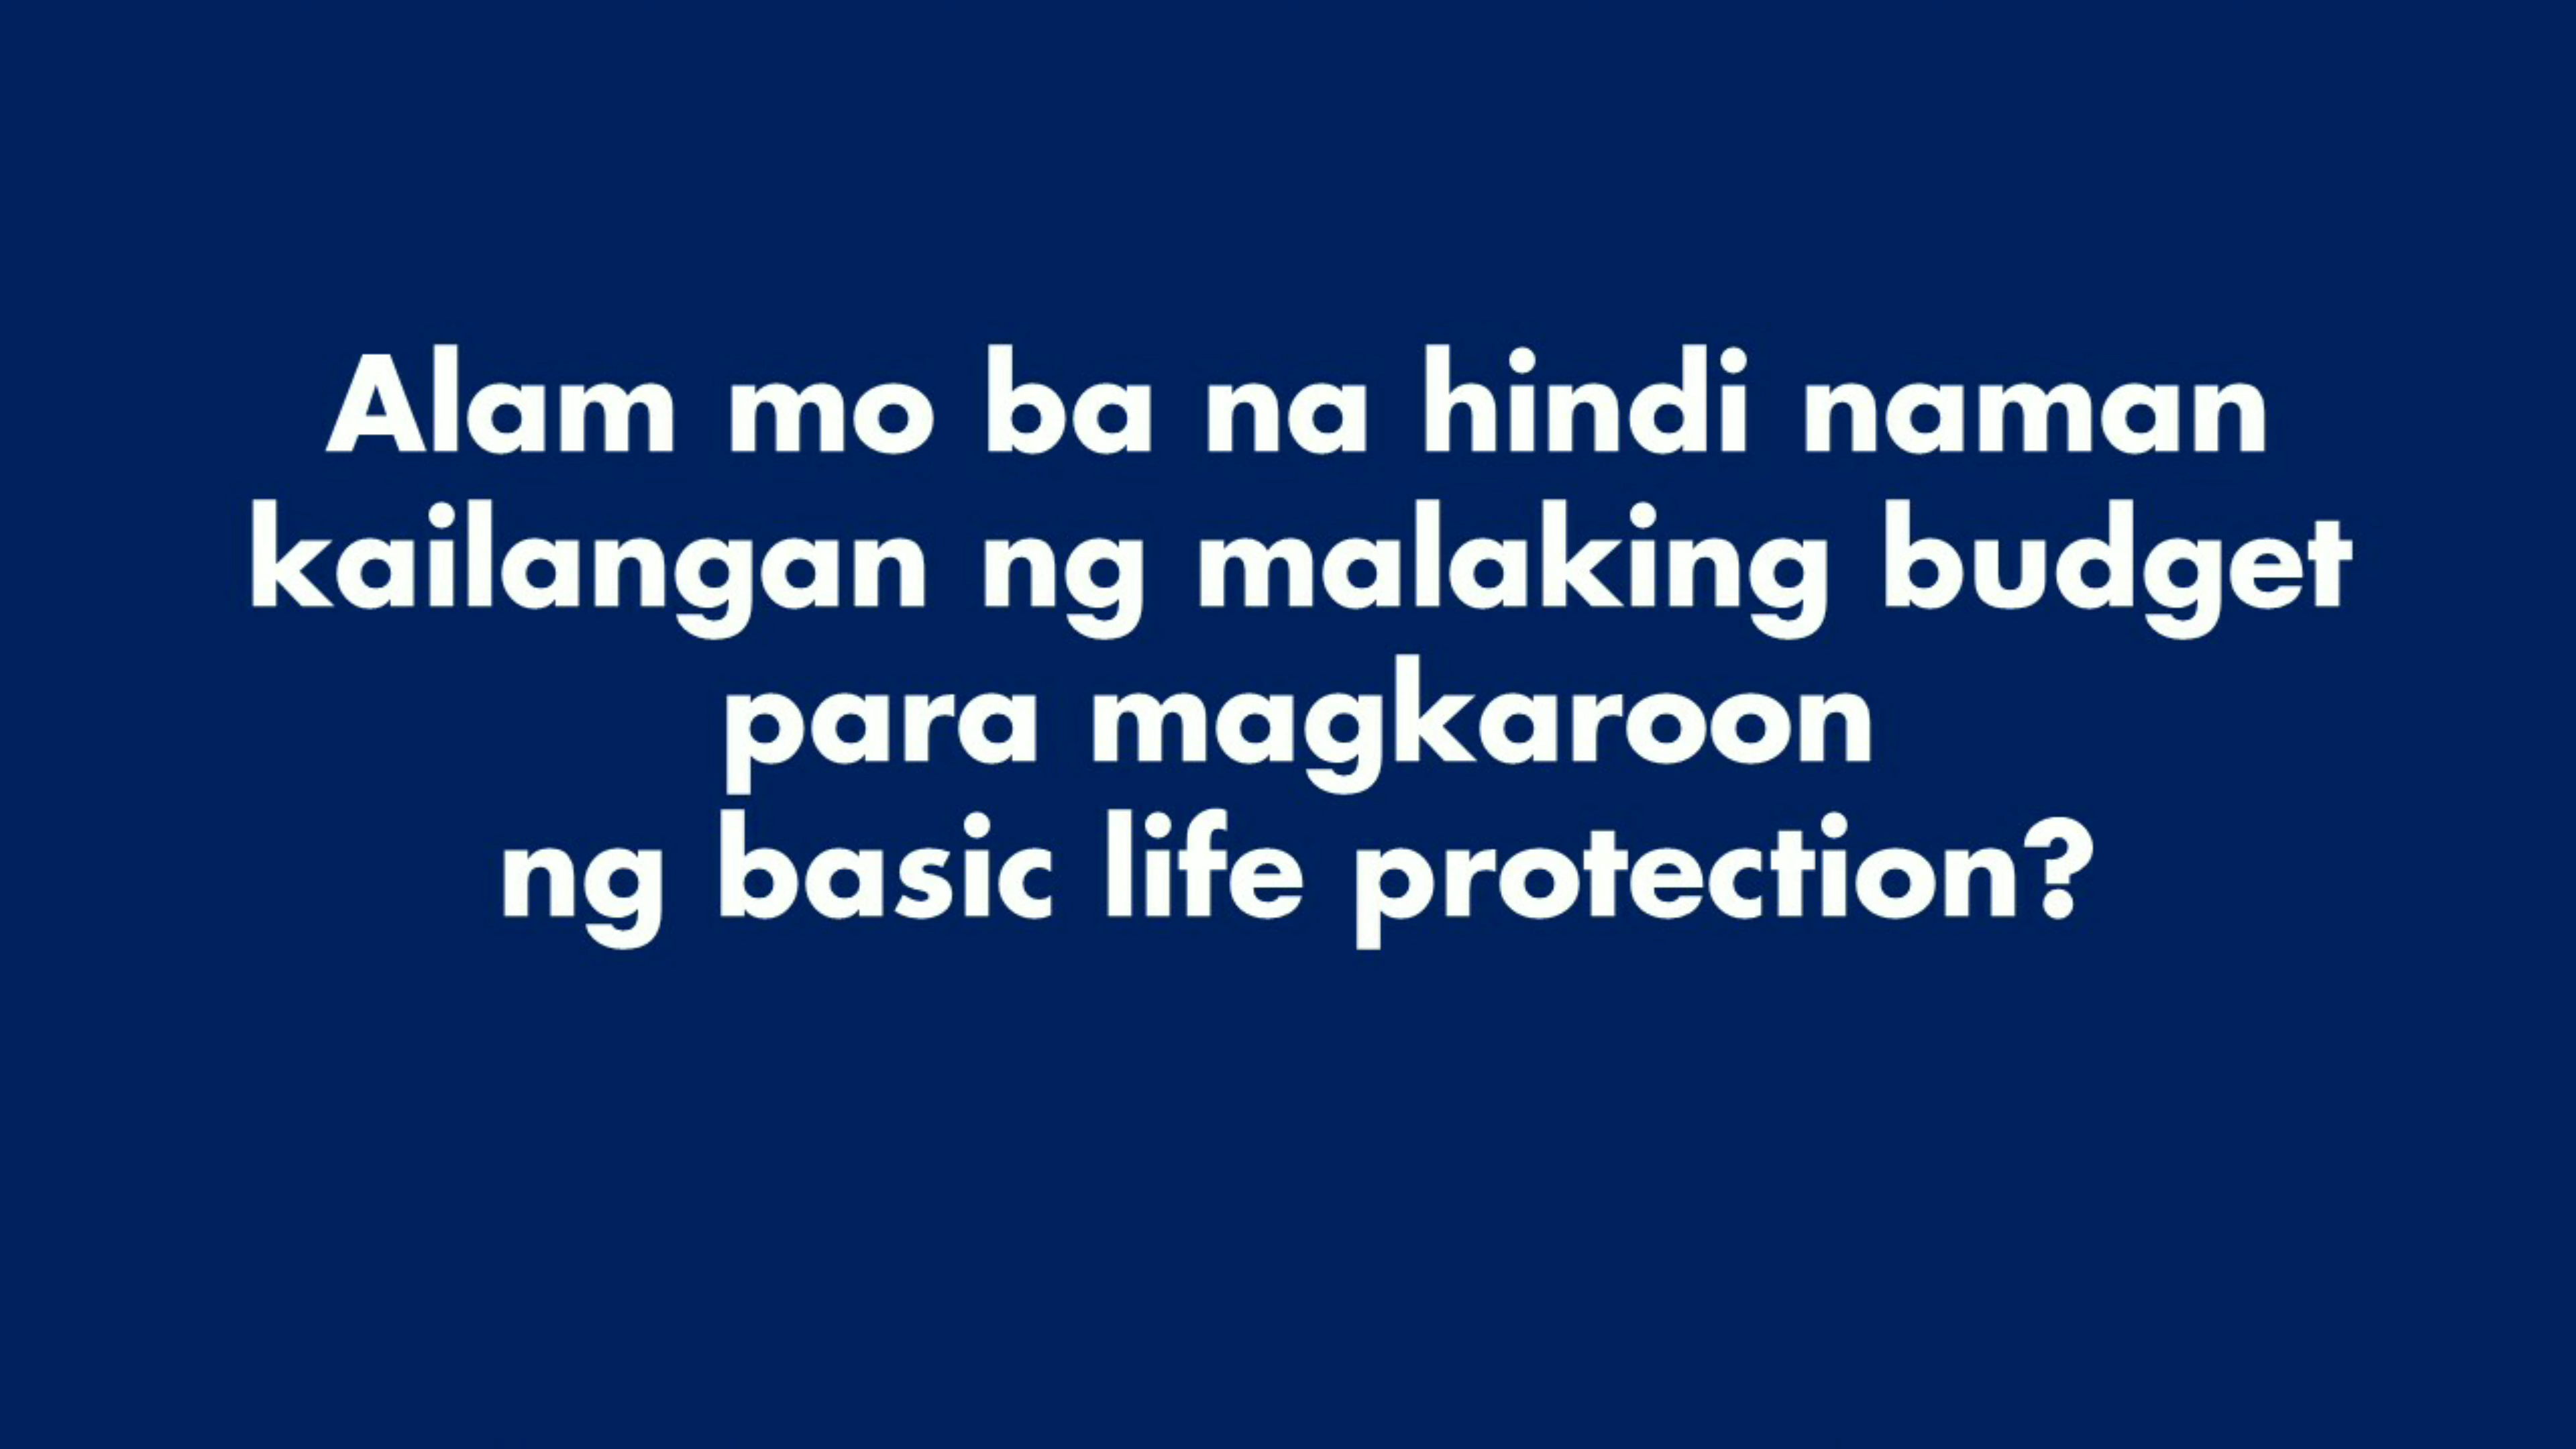 Alam mo ba na hindi naman
kailangan ng malaking budget
para magkaroon
ng basic life protection?